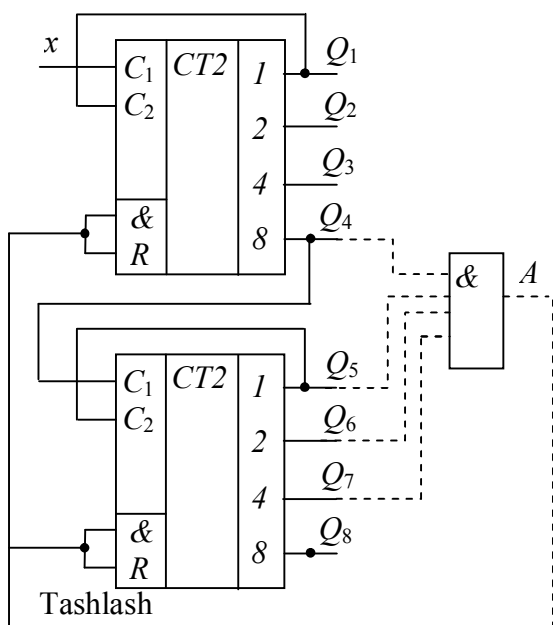 x
C₁ CT2 1 Q₁
C₂ 2 Q₂
4 Q₃
& 8 Q₄
R
& A
C₁ CT2 1 Q₅
C₂ 2 Q₆
4 Q₇
& 8 Q₈
R
Tashlash